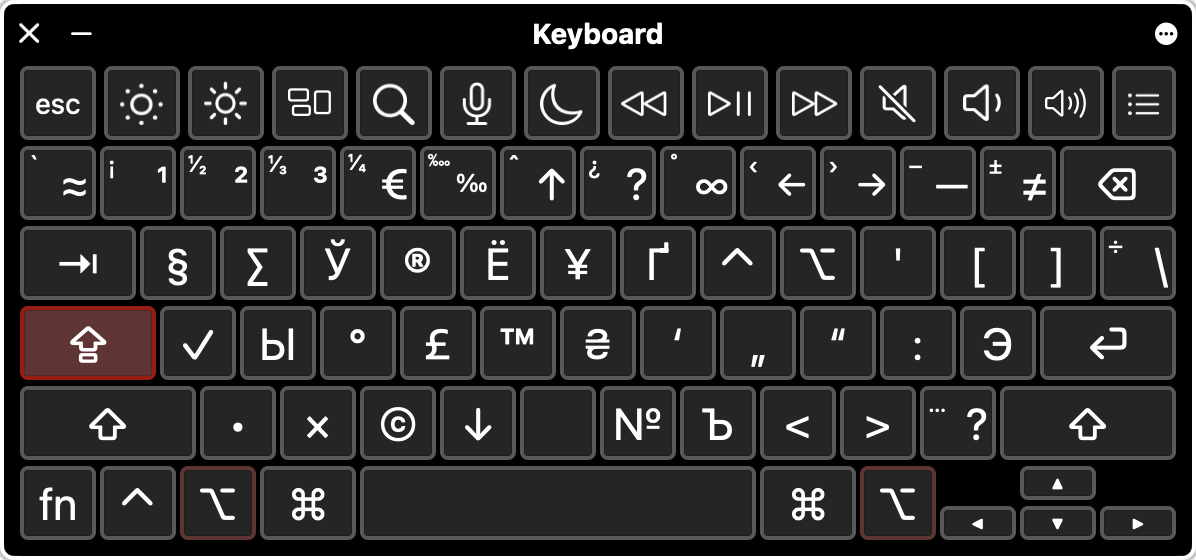 Keyboard
esc
` ≈ ¡ 1 ½ 2 ⅓ 3 ¼ € ‱ ‰ ˆ ↑ ¿ ? ° ∞ ‹ ← › → – — ± ≠
§ ∑ Ў ® Ё ¥ Ґ ^ ⌥ ' [ ] ÷ \
✓ Ы ° £ ™ ₴ ‘ „ “ : Э
• × © ↓ № Ъ < > ¨ ?
fn ^ ⌥ ⌘ ⌘ ⌥